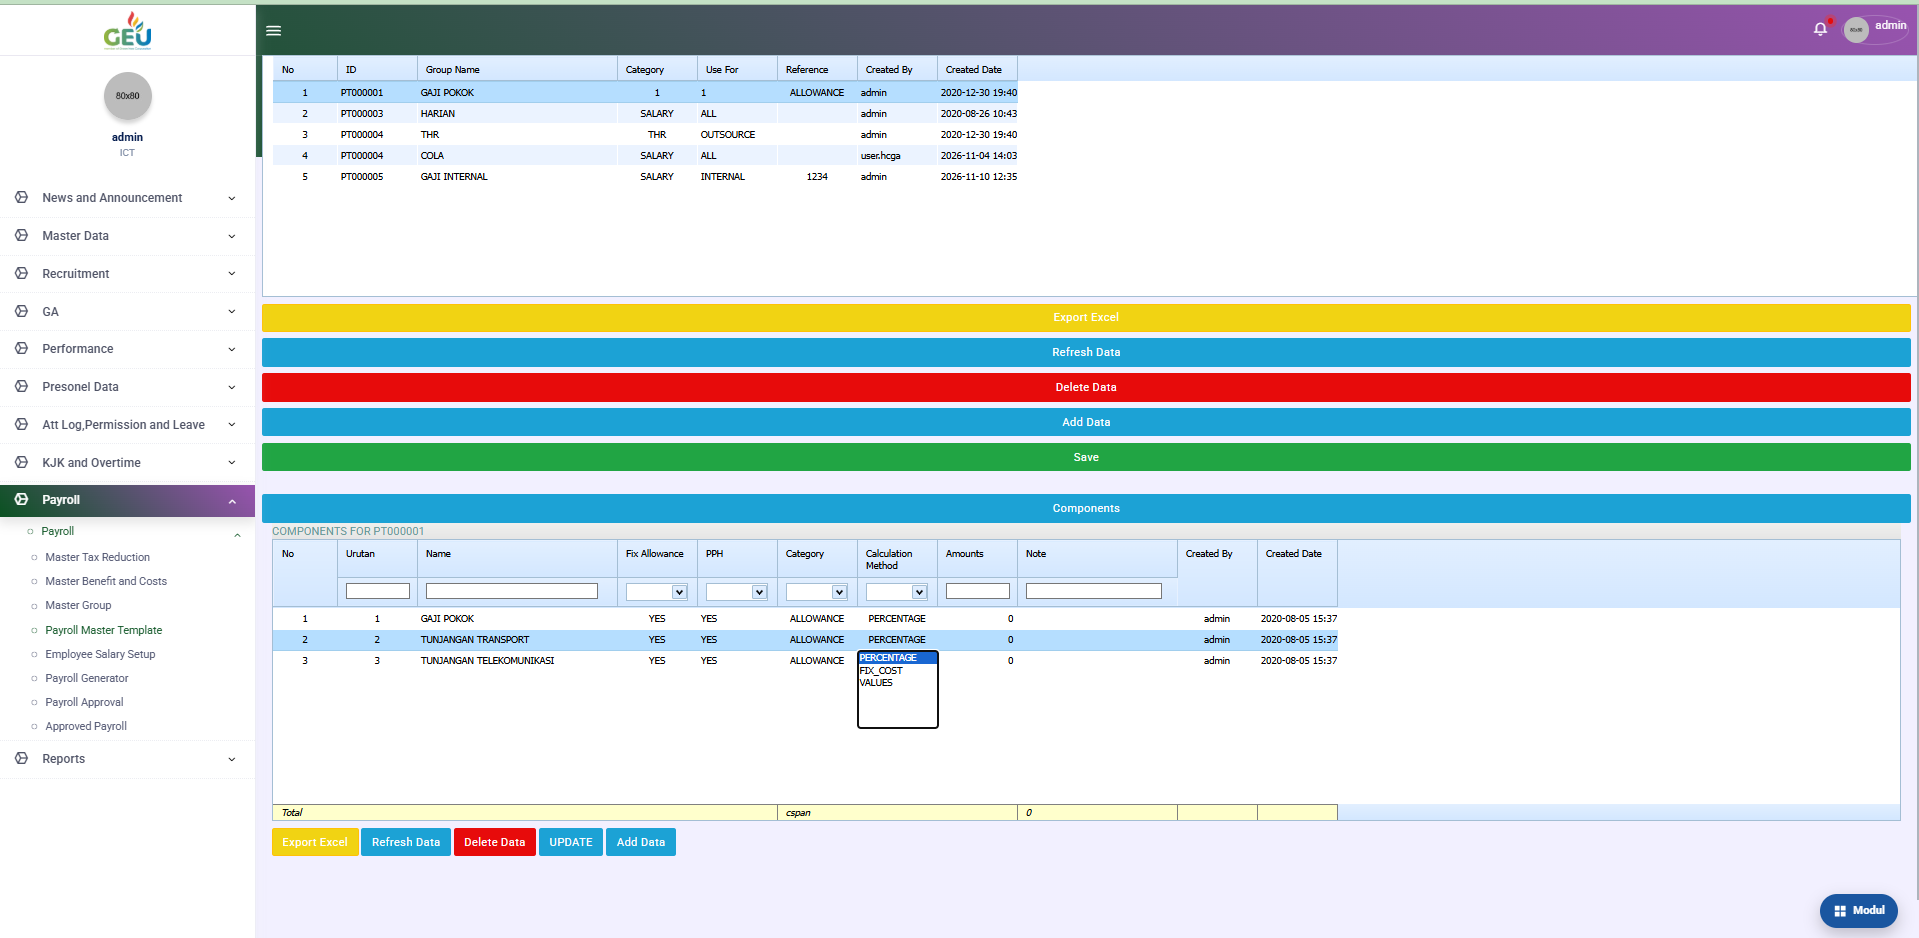 GEU
80x80
admin
ICT
News and Announcement
Master Data
Recruitment
GA
Performance
Presonel Data
Att Log,Permission and Leave
KJK and Overtime
Payroll
Payroll
Master Tax Reduction
Master Benefit and Costs
Master Group
Payroll Master Template
Employee Salary Setup
Payroll Generator
Payroll Approval
Approved Payroll
Reports
80x80 admin
No ID Group Name Category Use For Reference Created By Created Date
1 PT000001 GAJI POKOK 1 1 ALLOWANCE admin 2020-12-30 19:40
2 PT000003 HARIAN SALARY ALL admin 2020-08-26 10:43
3 PT000004 THR THR OUTSOURCE admin 2020-12-30 19:40
4 PT000004 COLA SALARY ALL user.hcga 2026-11-04 14:03
5 PT000005 GAJI INTERNAL SALARY INTERNAL 1234 admin 2026-11-10 12:35
Export Excel
Refresh Data
Delete Data
Add Data
Save
Components
COMPONENTS FOR PT000001
No Urutan Name Fix Allowance PPH Category Calculation Method Amounts Note Created By Created Date
1 1 GAJI POKOK YES YES ALLOWANCE PERCENTAGE 0 admin 2020-08-05 15:37
2 2 TUNJANGAN TRANSPORT YES YES ALLOWANCE PERCENTAGE 0 admin 2020-08-05 15:37
3 3 TUNJANGAN TELEKOMUNIKASI YES YES ALLOWANCE 0 admin 2020-08-05 15:37
PERCENTAGE
FIX_COST
VALUES
Total cspan 0
Export Excel Refresh Data Delete Data UPDATE Add Data
Modul